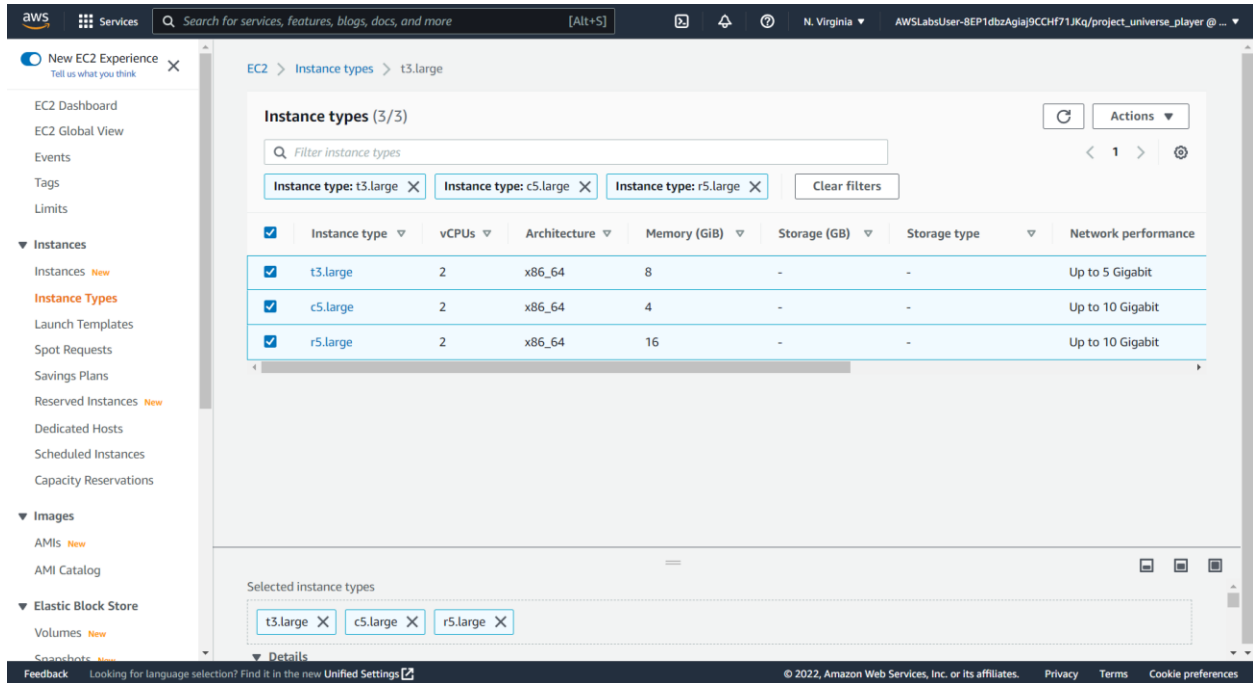 aws Services Search for services, features, blogs, docs, and more [Alt+S] N. Virginia ▼ AWSLabsUser-8EP1dbzAgiaj9CCHf71JKq/project_universe_player @ ... ▼
New EC2 Experience
Tell us what you think
EC2 Dashboard
EC2 Global View
Events
Tags
Limits
Instances
Instances New
Instance Types
Launch Templates
Spot Requests
Savings Plans
Reserved Instances New
Dedicated Hosts
Scheduled Instances
Capacity Reservations
Images
AMIs New
AMI Catalog
Elastic Block Store
Volumes New
Snapshots New
EC2 > Instance types > t3.large
Instance types (3/3) Actions ▼
Filter instance types < 1 >
Instance type: t3.large X Instance type: c5.large X Instance type: r5.large X Clear filters
Instance type vCPUs Architecture Memory (GiB) Storage (GB) Storage type Network performance
t3.large 2 x86_64 8 - - Up to 5 Gigabit
c5.large 2 x86_64 4 - - Up to 10 Gigabit
r5.large 2 x86_64 16 - - Up to 10 Gigabit
Selected instance types
t3.large X c5.large X r5.large X
▼ Details
Feedback Looking for language selection? Find it in the new Unified Settings © 2022, Amazon Web Services, Inc. or its affiliates. Privacy Terms Cookie preferences